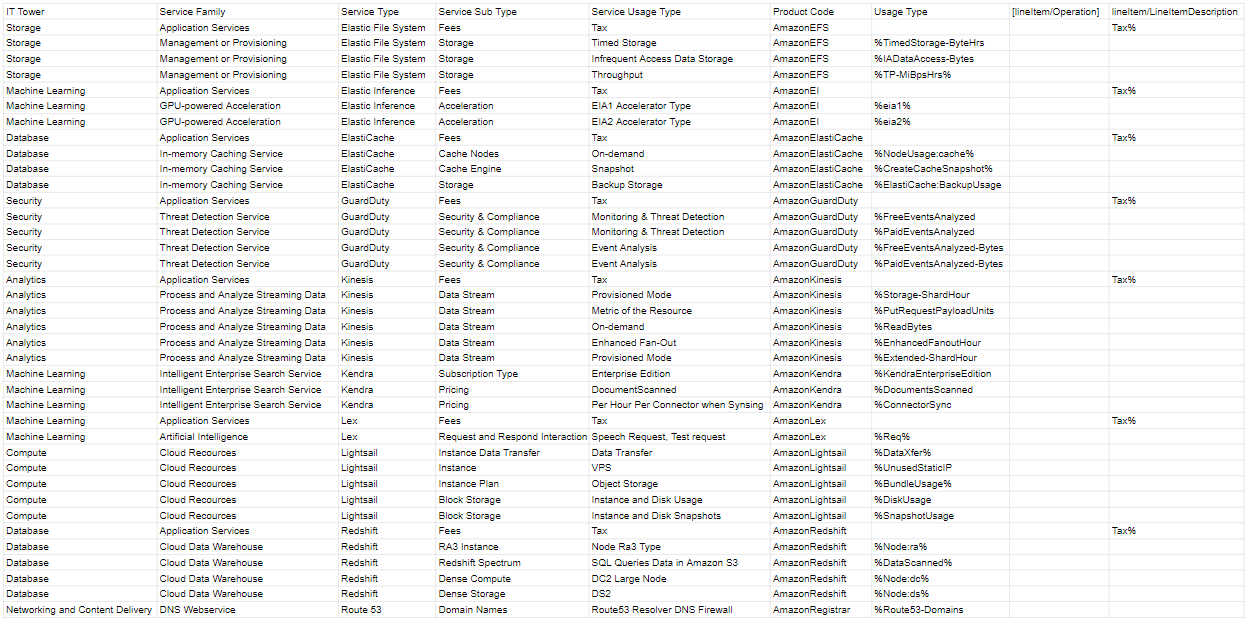 IT Tower Service Family Service Type Service Sub Type Service Usage Type Product Code Usage Type [lineItem/Operation] lineItem/LineItemDescription
Storage Application Services Elastic File System Fees Tax AmazonEFS Tax%
Storage Management or Provisioning Elastic File System Storage Timed Storage AmazonEFS %TimedStorage-ByteHrs
Storage Management or Provisioning Elastic File System Storage Infrequent Access Data Storage AmazonEFS %IADataAccess-Bytes
Storage Management or Provisioning Elastic File System Storage Throughput AmazonEFS %TP-MiBpsHrs%
Machine Learning Application Services Elastic Inference Fees Tax AmazonEI Tax%
Machine Learning GPU-powered Acceleration Elastic Inference Acceleration EIA1 Accelerator Type AmazonEI %eia1%
Machine Learning GPU-powered Acceleration Elastic Inference Acceleration EIA2 Accelerator Type AmazonEI %eia2%
Database Application Services ElastiCache Fees Tax AmazonElastiCache Tax%
Database In-memory Caching Service ElastiCache Cache Nodes On-demand AmazonElastiCache %NodeUsage:cache%
Database In-memory Caching Service ElastiCache Cache Engine Snapshot AmazonElastiCache %CreateCacheSnapshot%
Database In-memory Caching Service ElastiCache Storage Backup Storage AmazonElastiCache %ElastiCache:BackupUsage
Security Application Services GuardDuty Fees Tax AmazonGuardDuty Tax%
Security Threat Detection Service GuardDuty Security & Compliance Monitoring & Threat Detection AmazonGuardDuty %FreeEventsAnalyzed
Security Threat Detection Service GuardDuty Security & Compliance Monitoring & Threat Detection AmazonGuardDuty %PaidEventsAnalyzed
Security Threat Detection Service GuardDuty Security & Compliance Event Analysis AmazonGuardDuty %FreeEventsAnalyzed-Bytes
Security Threat Detection Service GuardDuty Security & Compliance Event Analysis AmazonGuardDuty %PaidEventsAnalyzed-Bytes
Analytics Application Services Kinesis Fees Tax AmazonKinesis Tax%
Analytics Process and Analyze Streaming Data Kinesis Data Stream Provisioned Mode AmazonKinesis %Storage-ShardHour
Analytics Process and Analyze Streaming Data Kinesis Data Stream Metric of the Resource AmazonKinesis %PutRequestPayloadUnits
Analytics Process and Analyze Streaming Data Kinesis Data Stream On-demand AmazonKinesis %ReadBytes
Analytics Process and Analyze Streaming Data Kinesis Data Stream Enhanced Fan-Out AmazonKinesis %EnhancedFanoutHour
Analytics Process and Analyze Streaming Data Kinesis Data Stream Provisioned Mode AmazonKinesis %Extended-ShardHour
Machine Learning Intelligent Enterprise Search Service Kendra Subscription Type Enterprise Edition AmazonKendra %KendraEnterpriseEdition
Machine Learning Intelligent Enterprise Search Service Kendra Pricing DocumentScanned AmazonKendra %DocumentsScanned
Machine Learning Intelligent Enterprise Search Service Kendra Pricing Per Hour Per Connector when Synsing AmazonKendra %ConnectorSync
Machine Learning Application Services Lex Fees Tax AmazonLex Tax%
Machine Learning Artificial Intelligence Lex Request and Respond Interaction Speech Request, Test request AmazonLex %Req%
Compute Cloud Recources Lightsail Instance Data Transfer Data Transfer AmazonLightsail %DataXfer%
Compute Cloud Recources Lightsail Instance VPS AmazonLightsail %UnusedStaticIP
Compute Cloud Recources Lightsail Instance Plan Object Storage AmazonLightsail %BundleUsage%
Compute Cloud Recources Lightsail Block Storage Instance and Disk Usage AmazonLightsail %DiskUsage
Compute Cloud Recources Lightsail Block Storage Instance and Disk Snapshots AmazonLightsail %SnapshotUsage
Database Application Services Redshift Fees Tax AmazonRedshift Tax%
Database Cloud Data Warehouse Redshift RA3 Instance Node Ra3 Type AmazonRedshift %Node:ra%
Database Cloud Data Warehouse Redshift Redshift Spectrum SQL Queries Data in Amazon S3 AmazonRedshift %DataScanned%
Database Cloud Data Warehouse Redshift Dense Compute DC2 Large Node AmazonRedshift %Node:dc%
Database Cloud Data Warehouse Redshift Dense Storage DS2 AmazonRedshift %Node:ds%
Networking and Content Delivery DNS Webservice Route 53 Domain Names Route53 Resolver DNS Firewall AmazonRegistrar %Route53-Domains